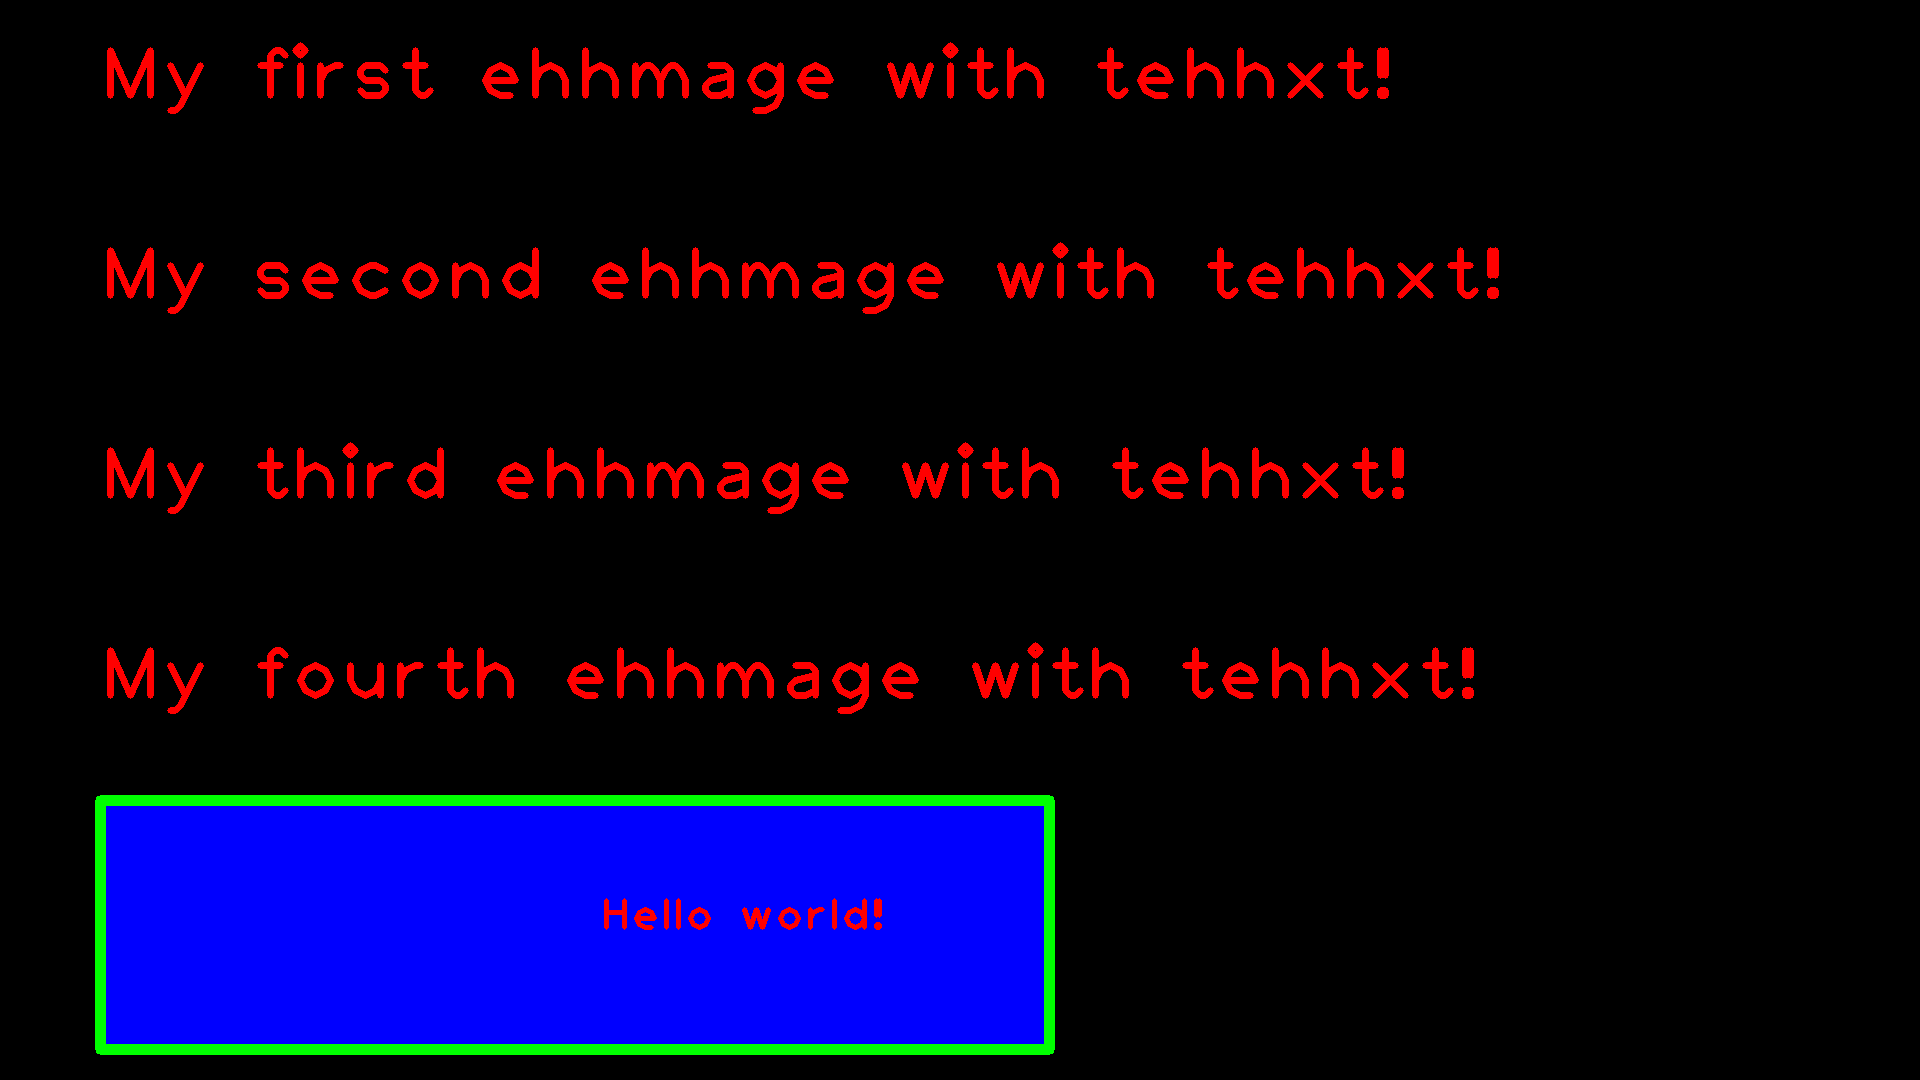 My first ehhmage with tehhxt!
My second ehhmage with tehhxt!
My third ehhmage with tehhxt!
My fourth ehhmage with tehhxt!
Hello world!